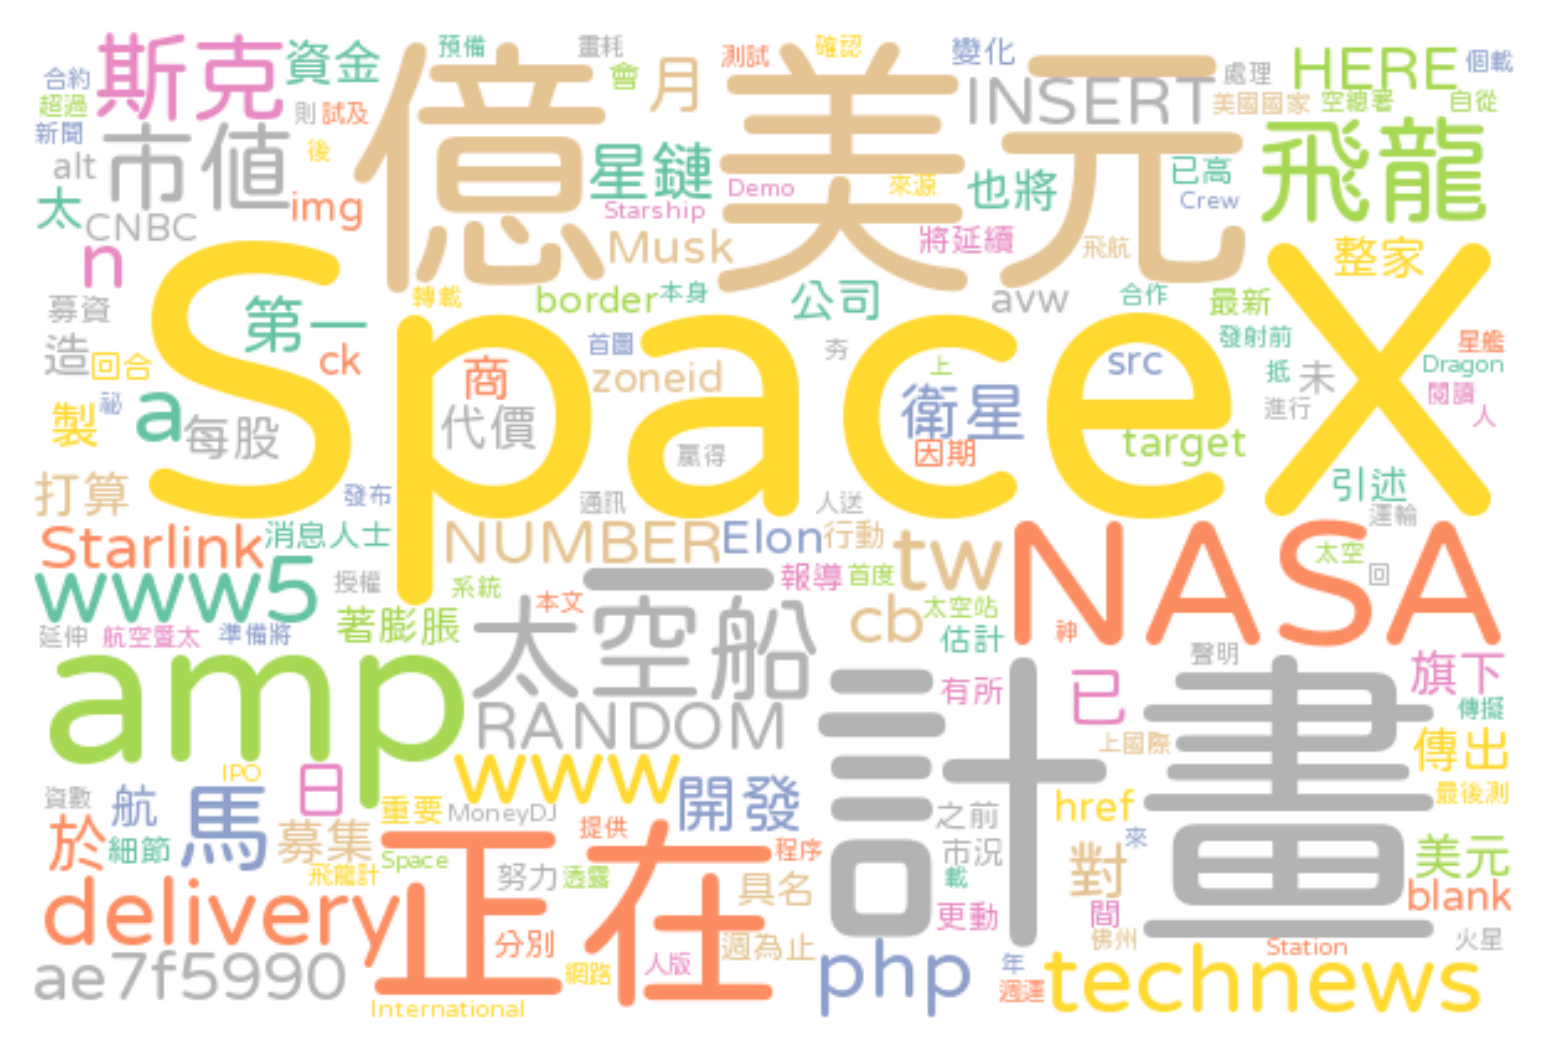 斯克 資金 預備 畫耗 會 月 測試 確認 變化 處理 HERE 個載
合約 超過 則 試及 億 美元 INSERT 美國國家 空總署 自從
新聞 alt 市値 後 星鏈 Demo 來源 也將 已高 飛龍
太 CNBC img Starship Crew
n Musk 將延續 飛航 整家
募資 第一 轉載 border 本身 公司 avw 合作 最新
SpaceX
造 回合 ck 首圖 夯 上 src 發射前 星艦
商 zoneid 抵 未 Dragon
製 祕 a 每股 代價 衛星 進行 閱讀 人
贏得 因期 target
打算 發布 通訊 人送 引述 運輸
Starlink 消息人士 NUMBER Elon 行動 tw NASA 太空 回
www5 授權 系統 報導 首度
著膨脹 本文 太空船 cb 太空站 神
延伸 航空暨太 準備將 估計 聲明
amp 計畫 有所 已 旗下
RANDOM 傳擬
IPO 日 www 開發 上國際 傳出
資數 航 馬 重要 MoneyDJ 之前 href 最後測
於 細節 募集 提供 程序 市況 來 美元
飛龍計 Space 正在 努力 透露 具名 載 對
delivery 更動 間 blank
分別 週為止 佛州 Station 火星
ae7f5990 網路 人版 php 年 technews
International 週運